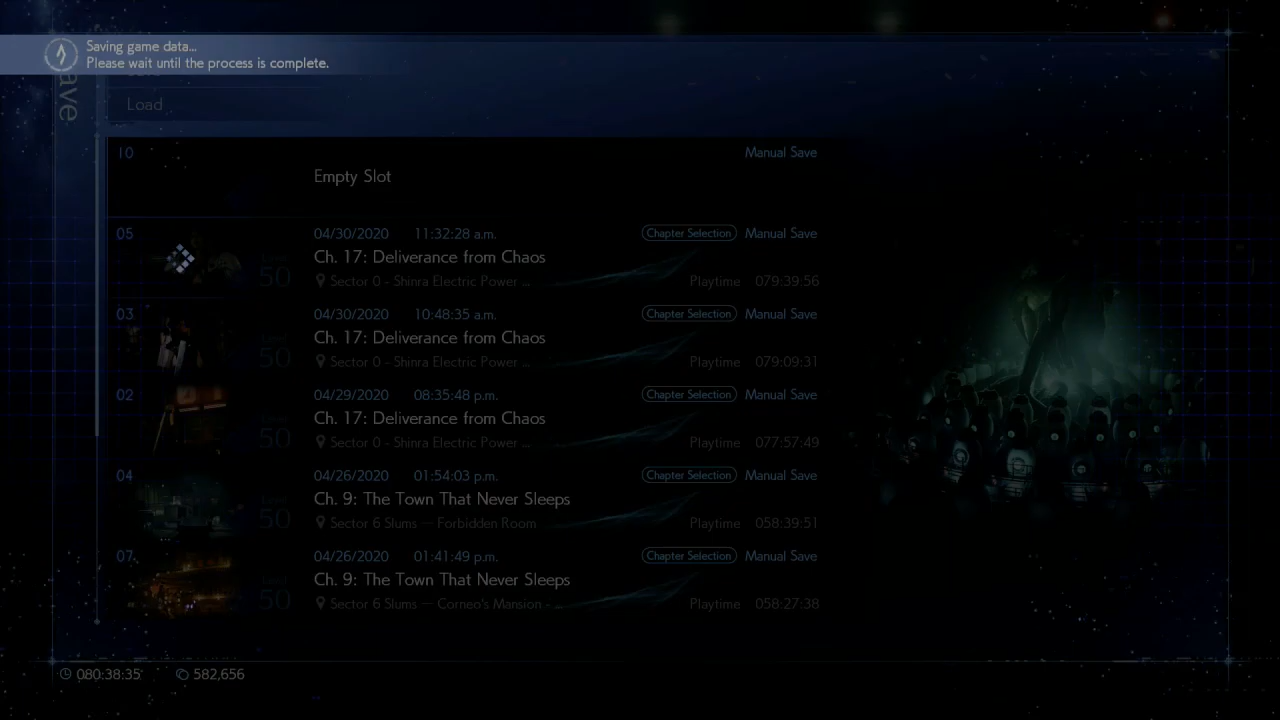 Saving game data...
Please wait until the process is complete.
ave
Load
10 Manual Save
Empty Slot
05 04/30/2020 11:32:28 a.m. Chapter Selection Manual Save
Ch. 17: Deliverance from Chaos
50 Sector 0 - Shinra Electric Power ... Playtime 079:39:56
03 04/30/2020 10:48:35 a.m. Chapter Selection Manual Save
Ch. 17: Deliverance from Chaos
50 Sector 0 - Shinra Electric Power ... Playtime 079:09:31
02 04/29/2020 08:35:48 p.m. Chapter Selection Manual Save
Ch. 17: Deliverance from Chaos
50 Sector 0 - Shinra Electric Power ... Playtime 077:57:49
04 04/26/2020 01:54:03 p.m. Chapter Selection Manual Save
Ch. 9: The Town That Never Sleeps
50 Sector 6 Slums — Forbidden Room Playtime 058:39:51
07 04/26/2020 01:41:49 p.m. Chapter Selection Manual Save
Ch. 9: The Town That Never Sleeps
50 Sector 6 Slums — Corneo's Mansion - ... Playtime 058:27:38
080:38:35 582,656